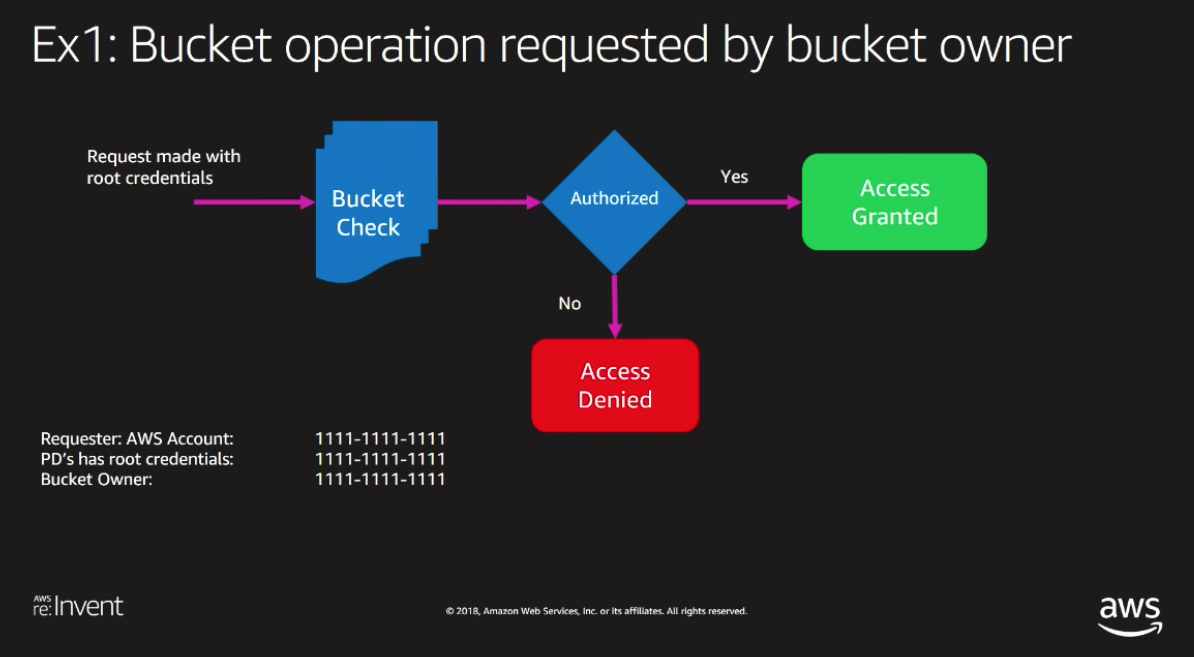 Ex1: Bucket operation requested by bucket owner
Request made with
root credentials
Bucket
Check
Authorized
Yes
Access
Granted
No
Access
Denied
Requester: AWS Account: 1111-1111-1111
PD's has root credentials: 1111-1111-1111
Bucket Owner: 1111-1111-1111
AWS
re:Invent
© 2018, Amazon Web Services, Inc. or its affiliates. All rights reserved.
aws